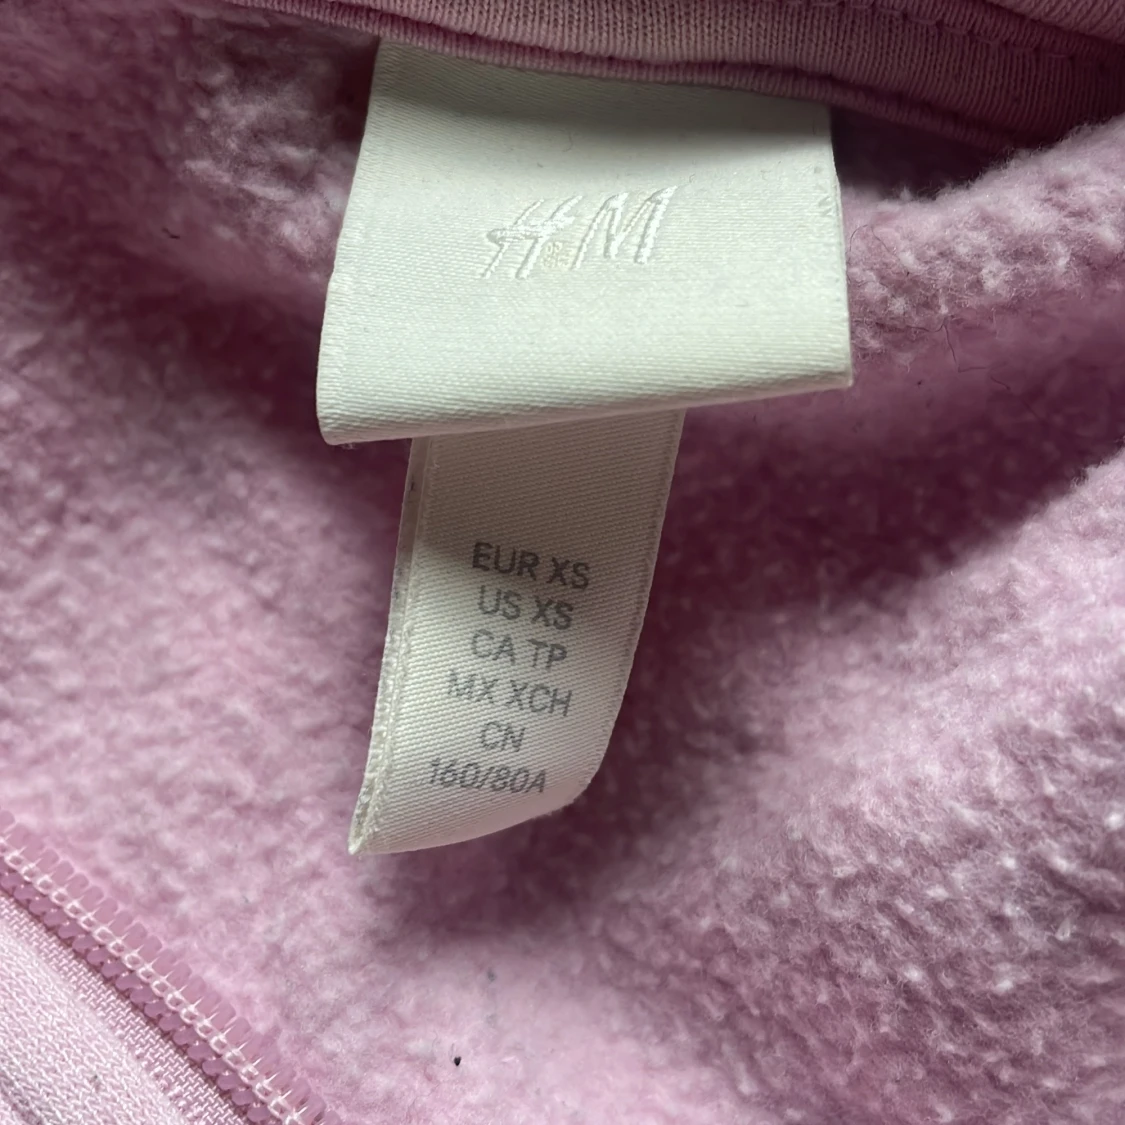 H&M
EUR XS
US XS
CA TP
MX XCH
CN
160/80A